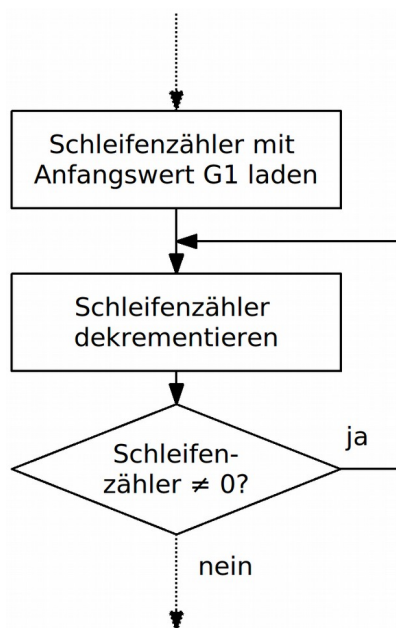 Schleifenzähler mit
Anfangswert G1 laden
Schleifenzähler
dekrementieren
Schleifen-
zähler ≠ 0?
ja
nein